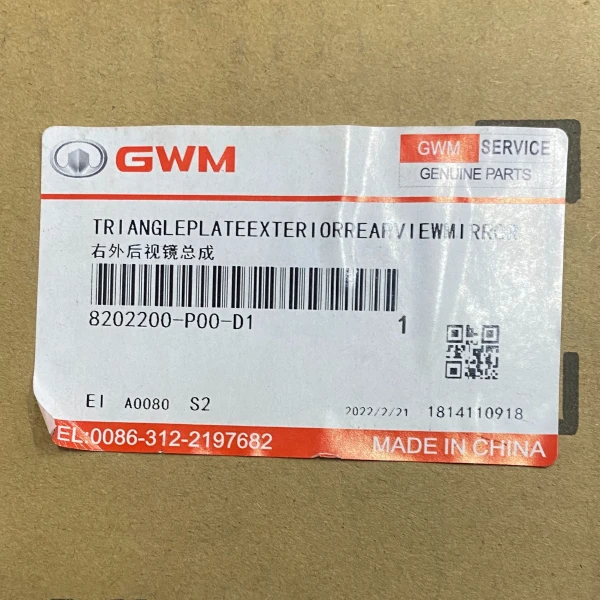 GWM
GWM SERVICE
GENUINE PARTS
TRIANGLEPLATEEXTERIORREARVIEWMIRROR
右外后视镜总成
8202200-P00-D1 1
EI A0080 S2
2022/2/21 1814110918
EL:0086-312-2197682
MADE IN CHINA